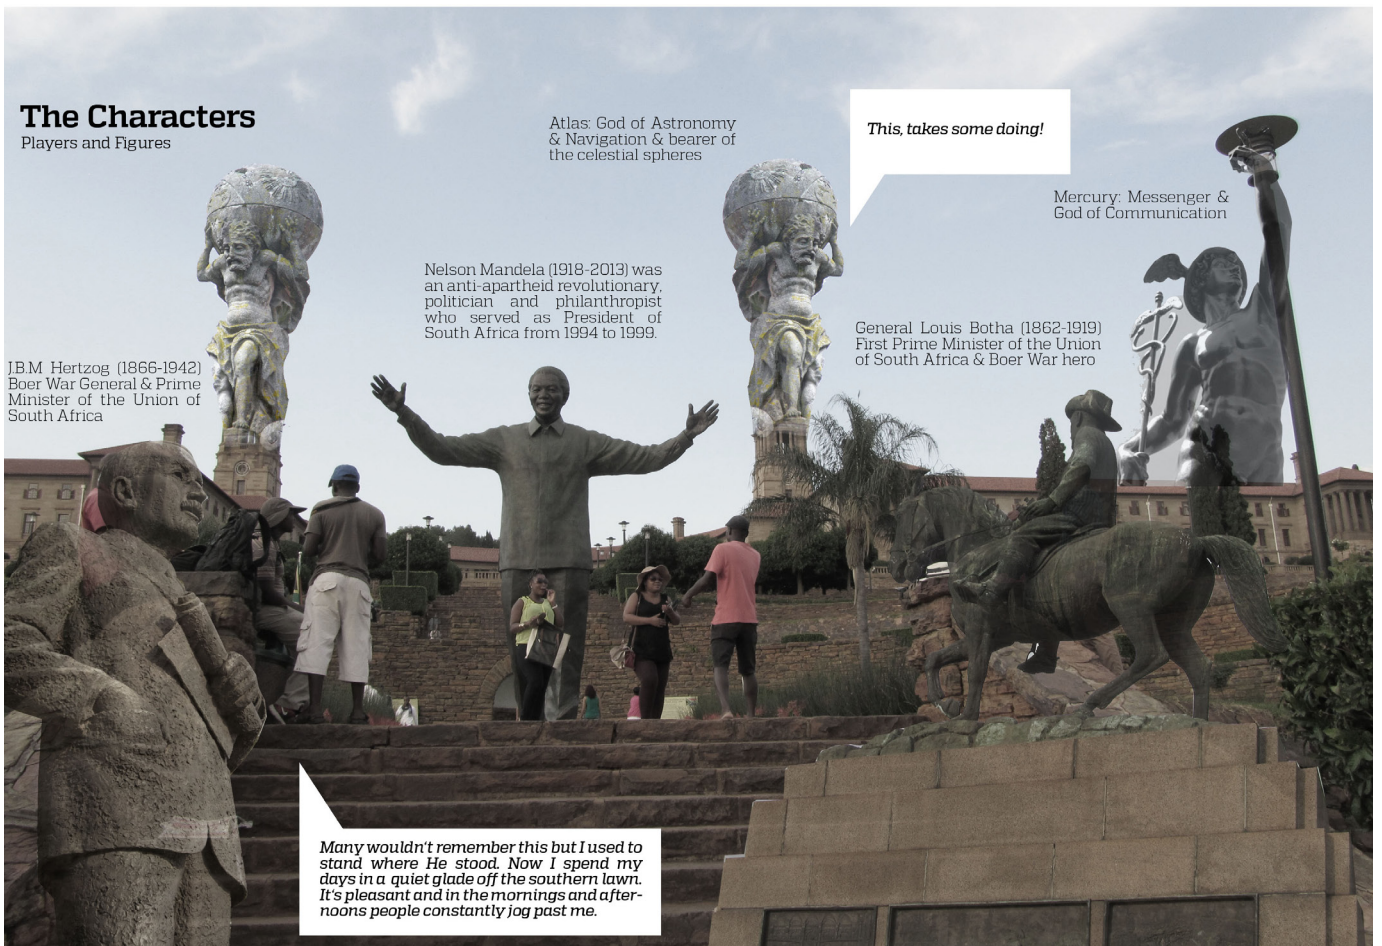 The Characters
Players and Figures
Atlas: God of Astronomy
& Navigation & bearer of
the celestial spheres
This, takes some doing!
Mercury: Messenger &
God of Communication
Nelson Mandela (1918-2013) was
an anti-apartheid revolutionary,
politician and philanthropist
who served as President of
South Africa from 1994 to 1999.
General Louis Botha (1862-1919)
First Prime Minister of the Union
of South Africa & Boer War hero
J.B.M Hertzog (1866-1942)
Boer War General & Prime
Minister of the Union of
South Africa
Many wouldn't remember this but I used to
stand where He stood. Now I spend my
days in a quiet glade off the southern lawn.
It's pleasant and in the mornings and after-
noons people constantly jog past me.